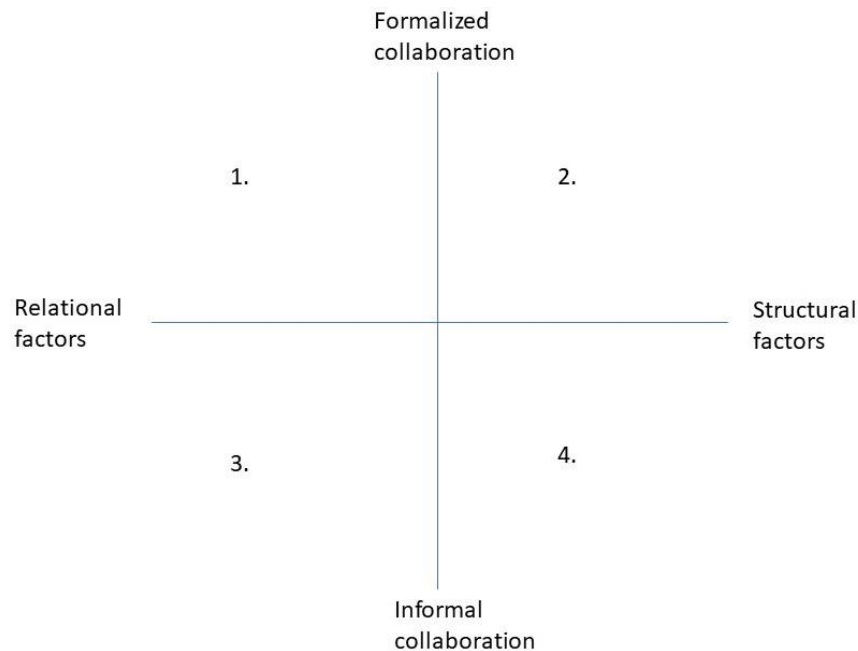 Formalized
collaboration
1.
2.
Relational
factors
Structural
factors
3.
4.
Informal
collaboration